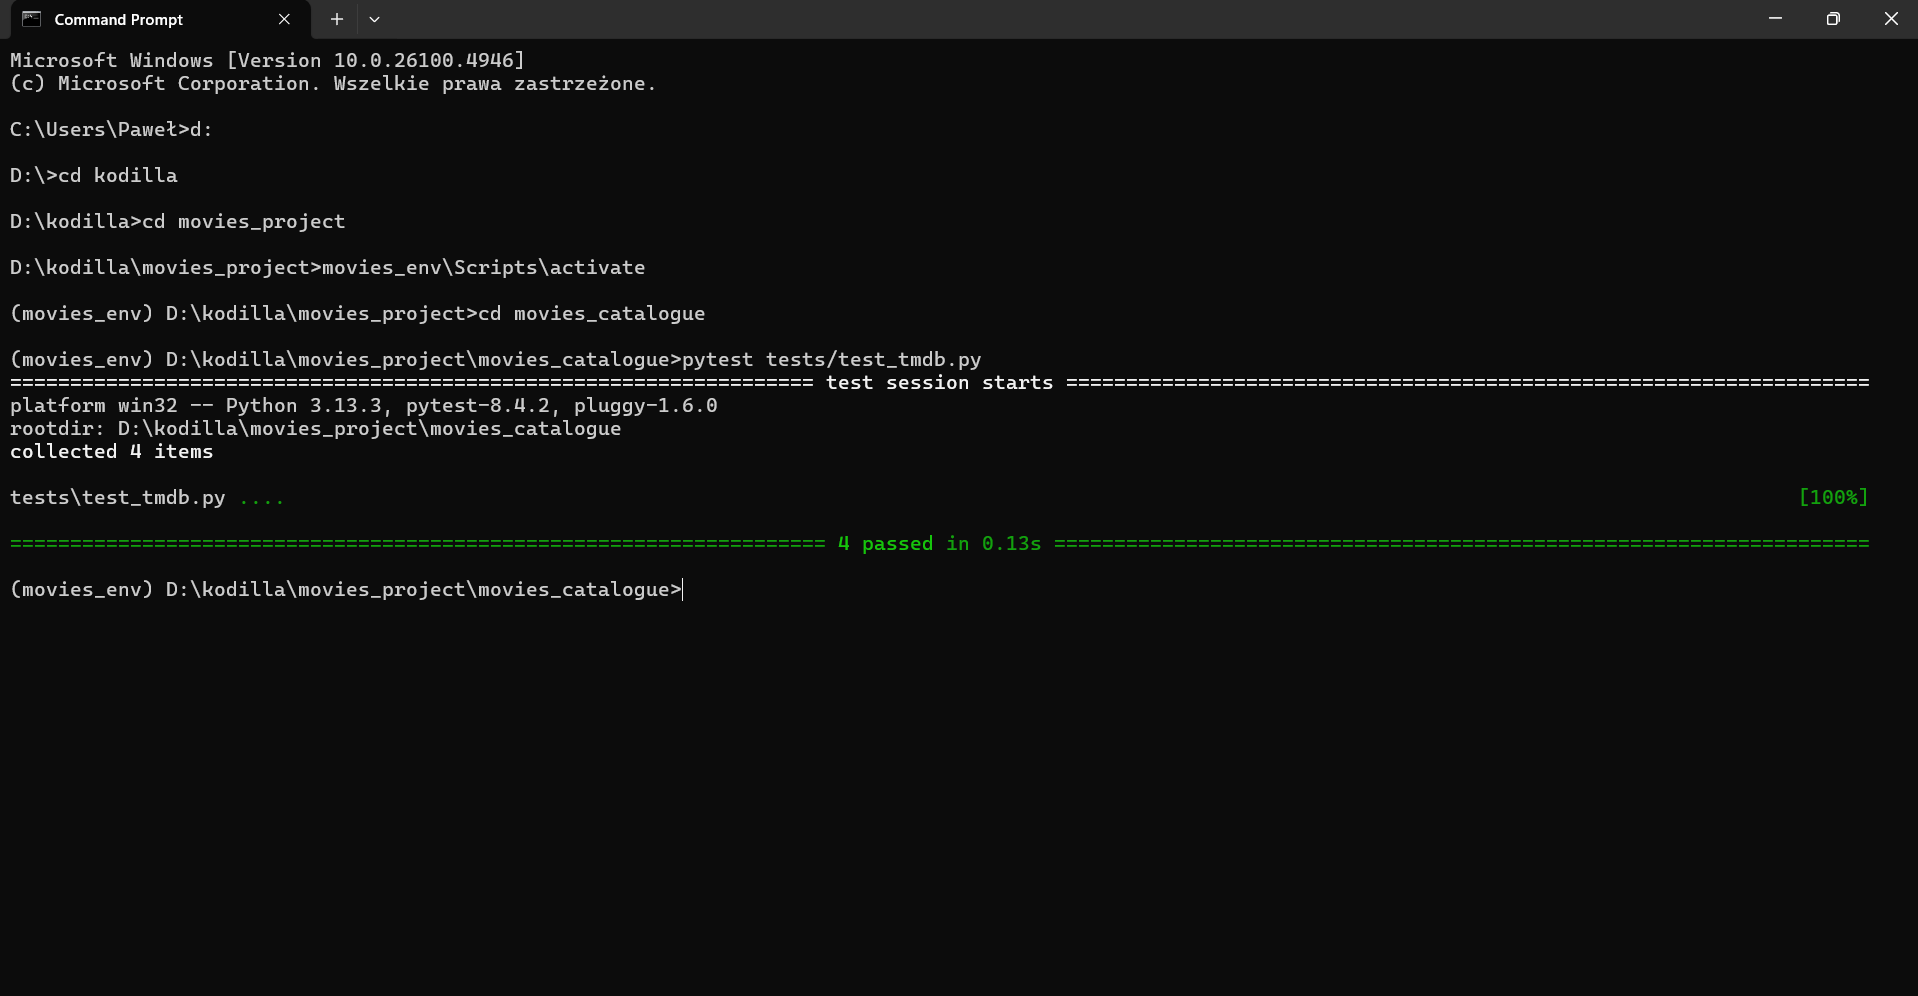 Command Prompt
Microsoft Windows [Version 10.0.26100.4946]
(c) Microsoft Corporation. Wszelkie prawa zastrzeżone.
C:\Users\Paweł>d:
D:\>cd kodilla
D:\kodilla>cd movies_project
D:\kodilla\movies_project>movies_env\Scripts\activate
(movies_env) D:\kodilla\movies_project>cd movies_catalogue
(movies_env) D:\kodilla\movies_project\movies_catalogue>pytest tests/test_tmdb.py
=================================================================== test session starts ===================================================================
platform win32 -- Python 3.13.3, pytest-8.4.2, pluggy-1.6.0
rootdir: D:\kodilla\movies_project\movies_catalogue
collected 4 items
tests\test_tmdb.py .... [100%]
==================================================================== 4 passed in 0.13s ====================================================================
(movies_env) D:\kodilla\movies_project\movies_catalogue>